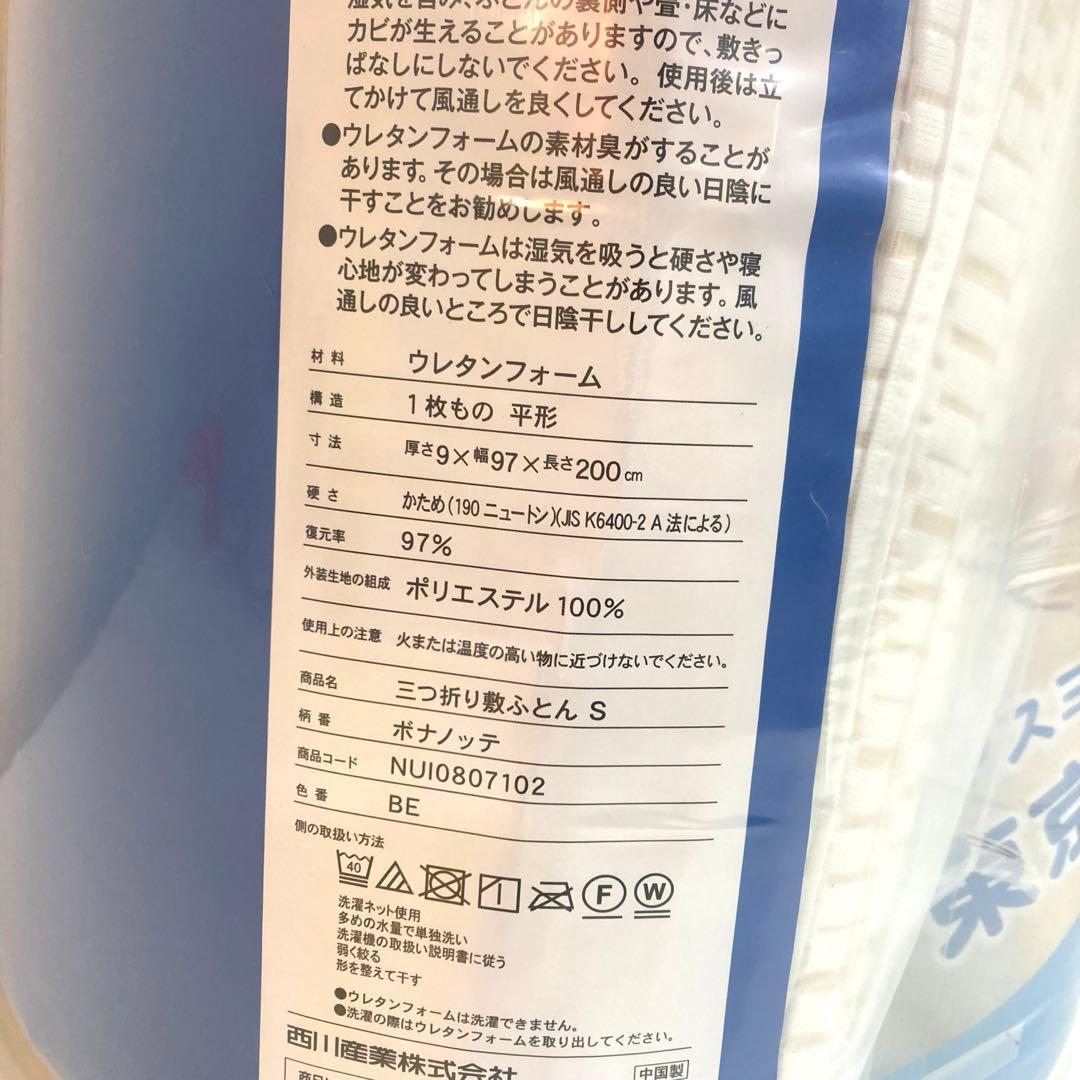 湿気を含み、ふとんの裏側や畳・床などに
カビが生えることがありますので、敷きっ
ぱなしにしないでください。使用後は立
てかけて風通しを良くしてください。
●ウレタンフォームの素材臭がすることが
あります。その場合は風通しの良い日陰に
干すことをお勧めします。
●ウレタンフォームは湿気を吸うと硬さや寝
心地が変わってしまうことがあります。風
通しの良いところで日陰干ししてください。
材料 ウレタンフォーム
構造 1枚もの 平形
寸法 厚さ9×幅97×長さ200cm
硬さ かため(190ニュートン)(JIS K6400-2 A法による)
復元率 97%
外装生地の組成 ポリエステル100%
使用上の注意 火または温度の高い物に近づけないでください。
商品名 三つ折り敷ふとん S
柄番 ボナノッテ
商品コード NUI0807102
色番 BE
側の取扱い方法
40 F W
洗濯ネット使用
多めの水量で単独洗い
洗濯機の取扱い説明書に従う
弱く絞る
形を整えて干す
●ウレタンフォームは洗濯できません。
●洗濯の際はウレタンフォームを取り出してください。
西川産業株式会社
中国製
東京